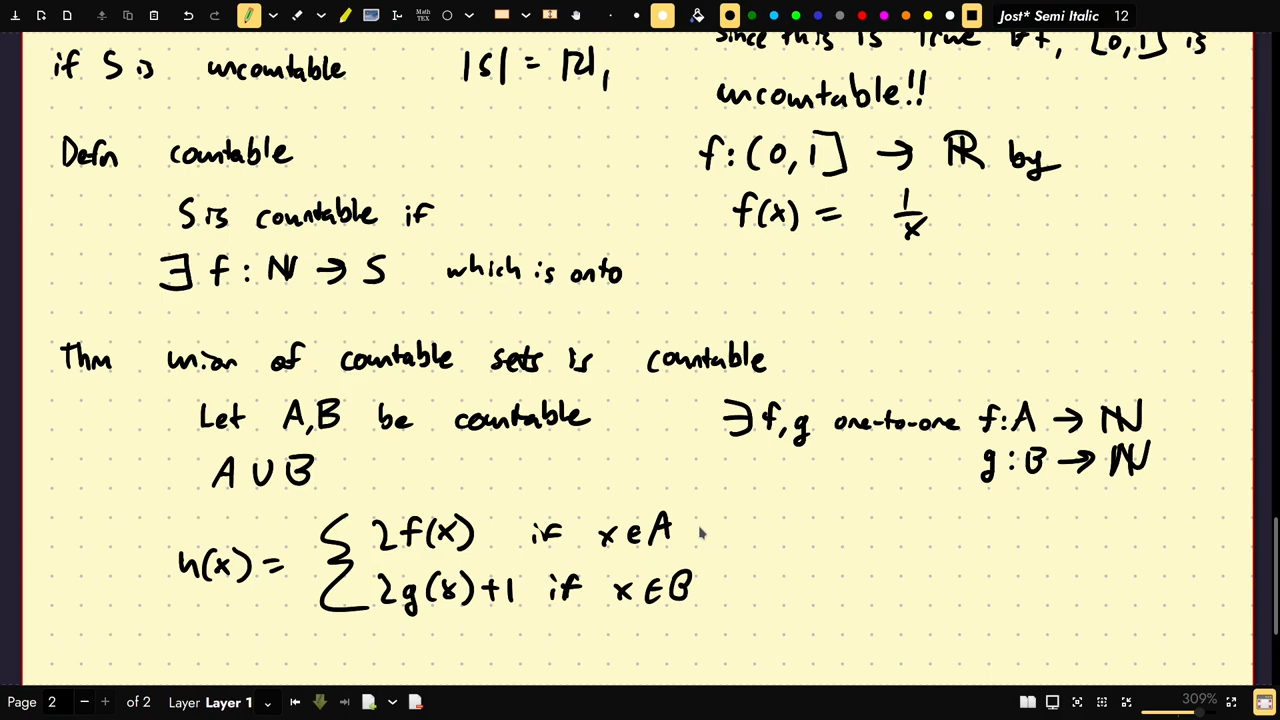 Math TEX
Jost* Semi Italic 12
if S is uncountable |S| = ℵ₁
since this is true ∀f, [0,1] is
uncountable!!
Defn countable
S is countable if
∃ f : ℕ → S which is onto
f : (0,1] → ℝ by
f(x) = 1/x
Thm union of countable sets is countable
Let A,B be countable
A ∪ B
∃ f,g one-to-one f : A → ℕ
g : B → ℕ
h(x) = { 2f(x) if x ∈ A
2g(x)+1 if x ∈ B
Page 2 of 2 Layer Layer 1 309%